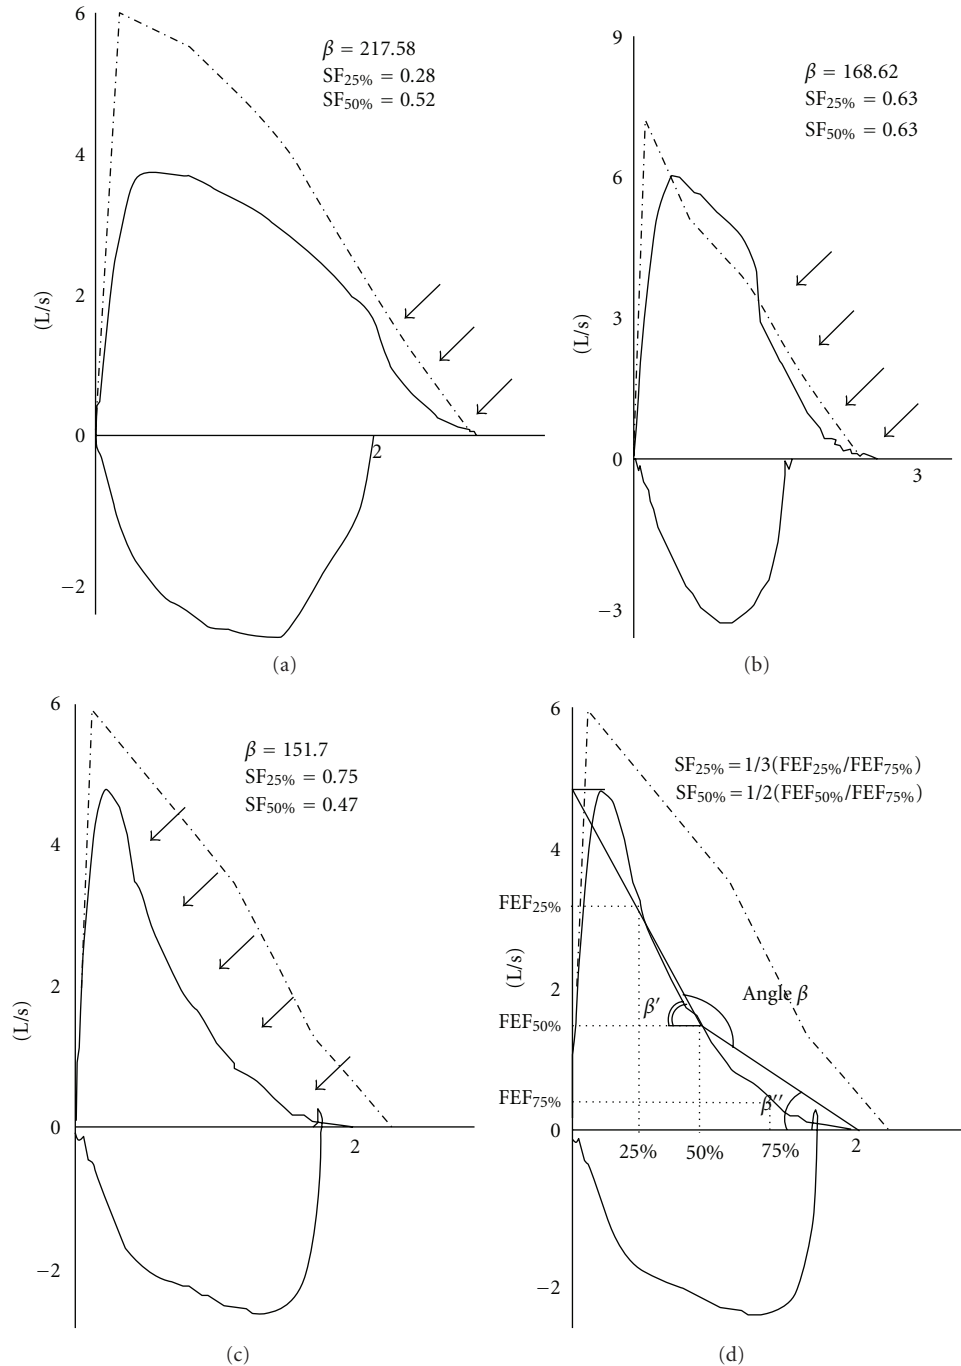 6
β = 217.58
SF25% = 0.28
SF50% = 0.52
4
2
(L/s)
0
2
−2
(a)
9
β = 168.62
SF25% = 0.63
SF50% = 0.63
6
3
(L/s)
0
3
−3
(b)
6
β = 151.7
SF25% = 0.75
SF50% = 0.47
4
2
(L/s)
0
2
−2
(c)
6
SF25% = 1/3(FEF25%/FEF75%)
SF50% = 1/2(FEF50%/FEF75%)
4
FEF25%
2
(L/s)
Angle β
β′
FEF50%
FEF75%
β′′
0
25%
50%
75%
2
−2
(d)